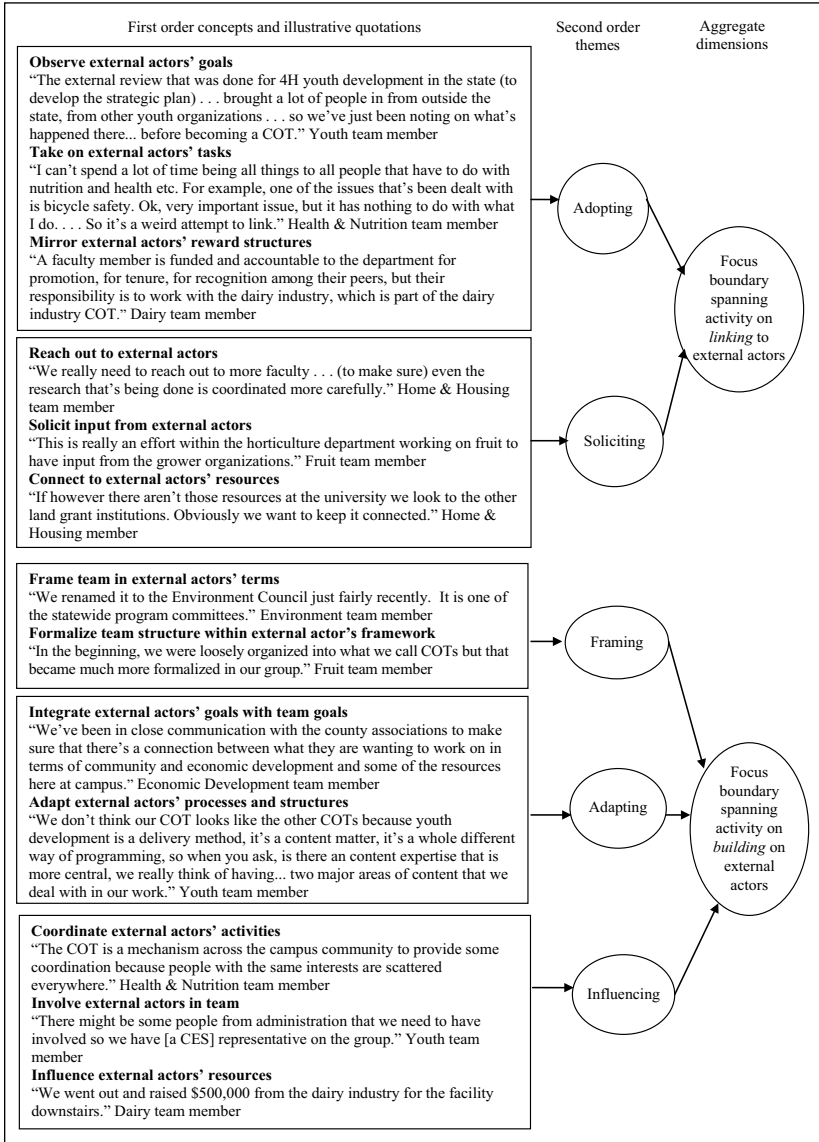 First order concepts and illustrative quotations
Second order
themes
Aggregate
dimensions
Observe external actors' goals
“The external review that was done for 4H youth development in the state (to
develop the strategic plan) . . . brought a lot of people in from outside the
state, from other youth organizations . . . so we’ve just been noting on what’s
happened there... before becoming a COT.” Youth team member
Take on external actors’ tasks
“I can’t spend a lot of time being all things to all people that have to do with
nutrition and health etc. For example, one of the issues that’s been dealt with
is bicycle safety. Ok, very important issue, but it has nothing to do with what
I do. . . . So it’s a weird attempt to link.” Health & Nutrition team member
Mirror external actors’ reward structures
“A faculty member is funded and accountable to the department for
promotion, for tenure, for recognition among their peers, but their
responsibility is to work with the dairy industry, which is part of the dairy
industry COT.” Dairy team member
Adopting
Reach out to external actors
“We really need to reach out to more faculty . . . (to make sure) even the
research that’s being done is coordinated more carefully.” Home & Housing
team member
Solicit input from external actors
“This is really an effort within the horticulture department working on fruit to
have input from the grower organizations.” Fruit team member
Connect to external actors’ resources
“If however there aren’t those resources at the university we look to the other
land grant institutions. Obviously we want to keep it connected.” Home &
Housing member
Soliciting
Focus
boundary
spanning
activity on
linking to
external actors
Frame team in external actors’ terms
“We renamed it to the Environment Council just fairly recently. It is one of
the statewide program committees.” Environment team member
Formalize team structure within external actor’s framework
“In the beginning, we were loosely organized into what we call COTs but that
became much more formalized in our group.” Fruit team member
Framing
Integrate external actors’ goals with team goals
“We’ve been in close communication with the county associations to make
sure that there’s a connection between what they are wanting to work on in
terms of community and economic development and some of the resources
here at campus.” Economic Development team member
Adapt external actors’ processes and structures
“We don’t think our COT looks like the other COTs because youth
development is a delivery method, it’s a content matter, it’s a whole different
way of programming, so when you ask, is there an content expertise that is
more central, we really think of having... two major areas of content that we
deal with in our work.” Youth team member
Adapting
Coordinate external actors’ activities
“The COT is a mechanism across the campus community to provide some
coordination because people with the same interests are scattered
everywhere.” Health & Nutrition team member
Involve external actors in team
“There might be some people from administration that we need to have
involved so we have [a CES] representative on the group.” Youth team
member
Influence external actors’ resources
“We went out and raised $500,000 from the dairy industry for the facility
downstairs.” Dairy team member
Influencing
Focus
boundary
spanning
activity on
building on
external
actors